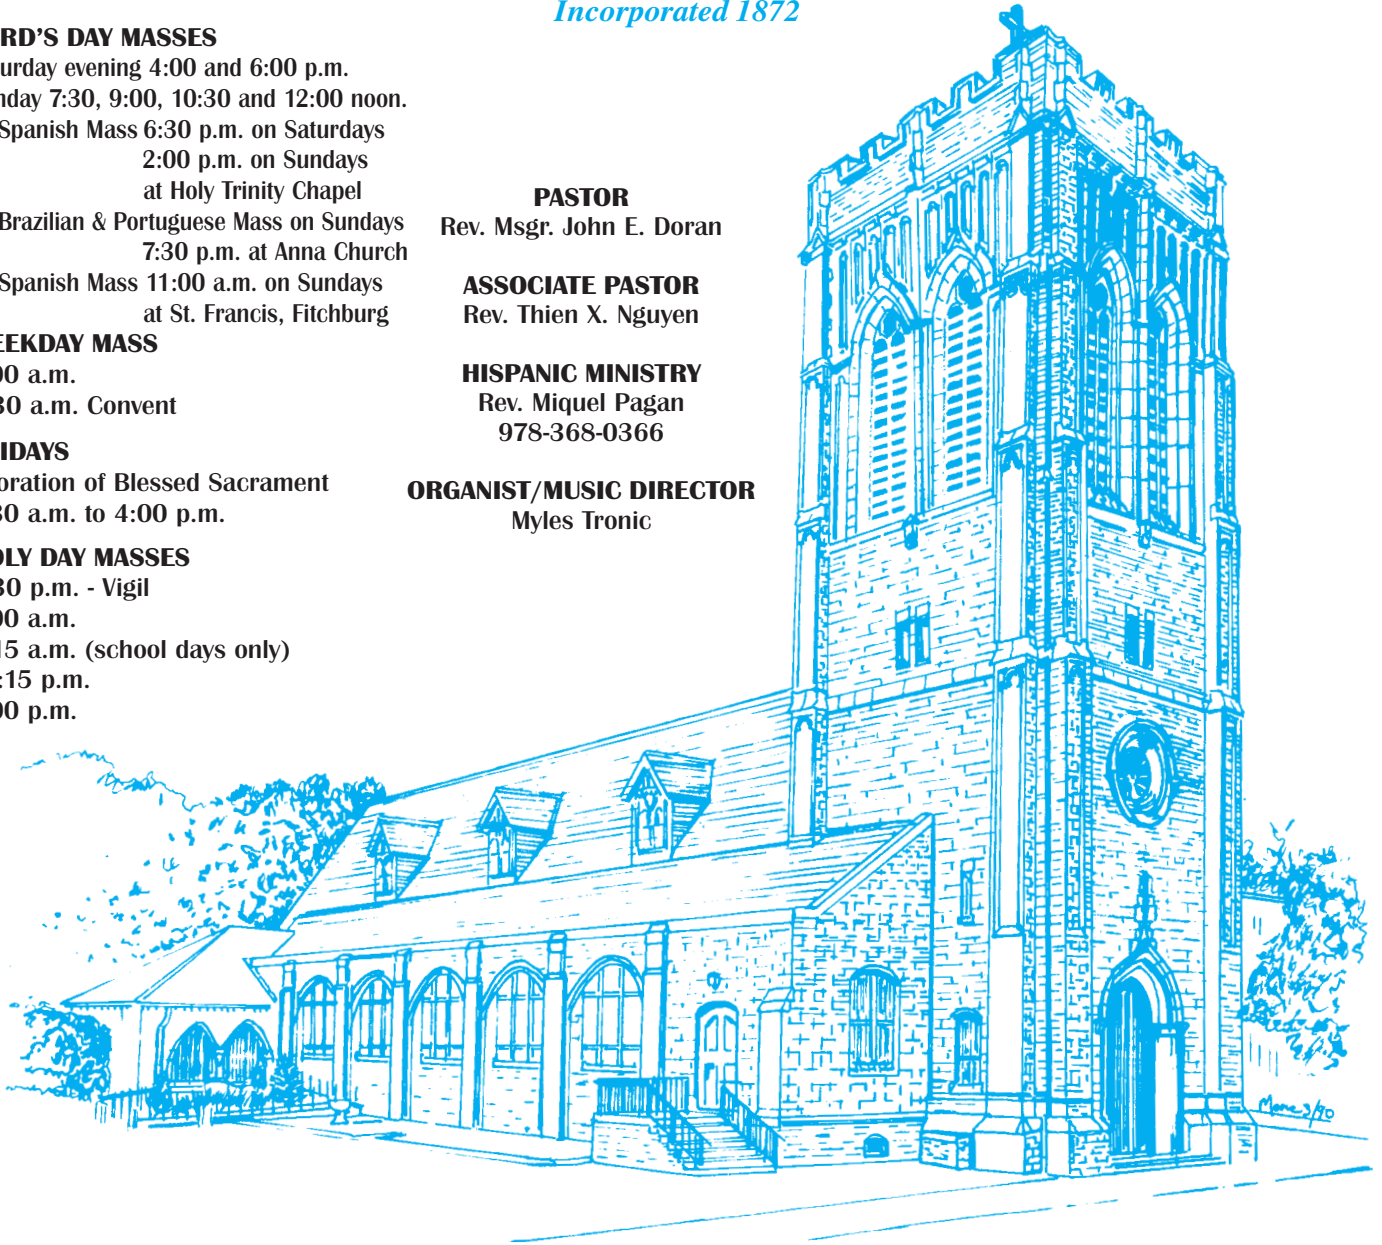 Incorporated 1872
RD'S DAY MASSES
urday evening 4:00 and 6:00 p.m.
nday 7:30, 9:00, 10:30 and 12:00 noon.
Spanish Mass 6:30 p.m. on Saturdays
2:00 p.m. on Sundays
at Holy Trinity Chapel
Brazilian & Portuguese Mass on Sundays
7:30 p.m. at Anna Church
Spanish Mass 11:00 a.m. on Sundays
at St. Francis, Fitchburg
EEKDAY MASS
00 a.m.
30 a.m. Convent
IDAYS
oration of Blessed Sacrament
30 a.m. to 4:00 p.m.
OLY DAY MASSES
30 p.m. - Vigil
00 a.m.
15 a.m. (school days only)
:15 p.m.
00 p.m.
PASTOR
Rev. Msgr. John E. Doran
ASSOCIATE PASTOR
Rev. Thien X. Nguyen
HISPANIC MINISTRY
Rev. Miquel Pagan
978-368-0366
ORGANIST/MUSIC DIRECTOR
Myles Tronic